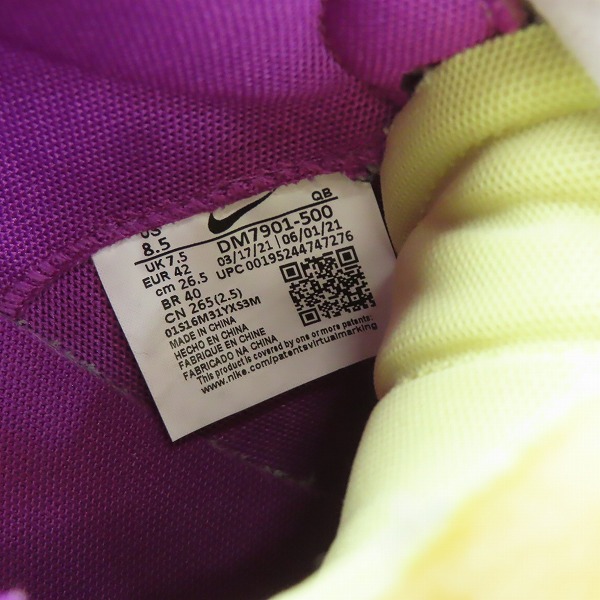 US
8.5
UK 7.5
EUR 42
cm 26.5
BR 40
CN 265(2.5)
01S16M31YXS3M
MADE IN CHINA
HECHO EN CHINA
FABRIQUE EN CHINE
FABRICADO NA CHINA
This product is covered by one or more patents:
www.nike.com/patentsvirtualmarking
QB
DM7901-500
03/17/21 | 06/01/21
UPC 00195244747276